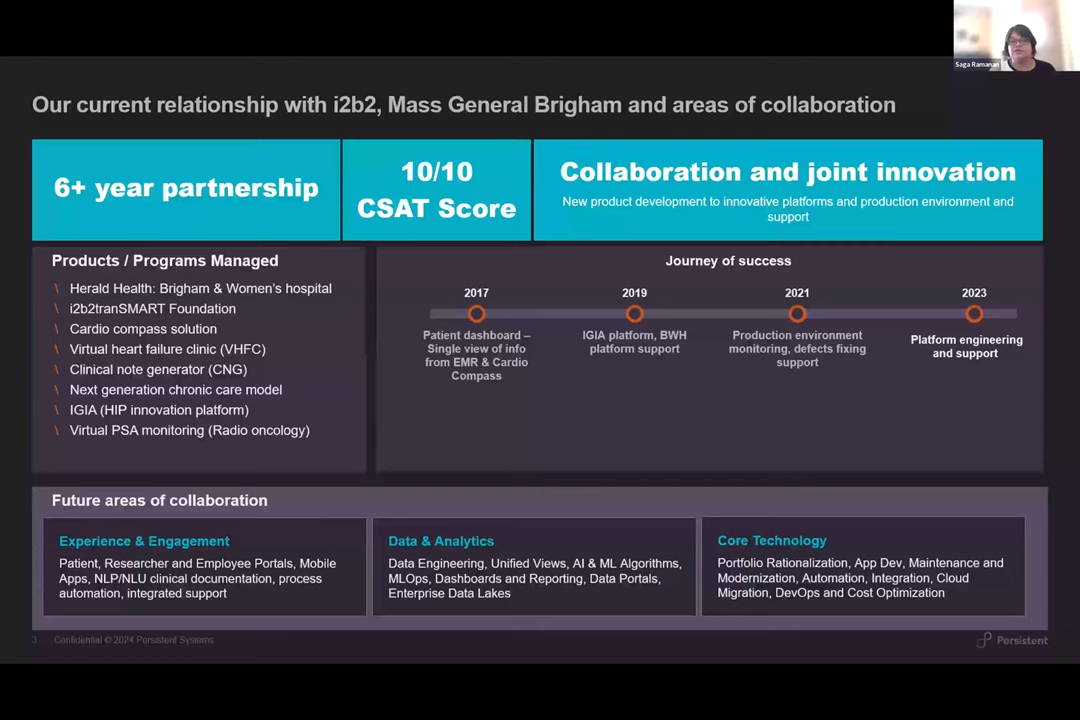 Saga Ramanan
Our current relationship with i2b2, Mass General Brigham and areas of collaboration
6+ year partnership
10/10
CSAT Score
Collaboration and joint innovation
New product development to innovative platforms and production environment and
support
Products / Programs Managed
\ Herald Health: Brigham & Women's hospital
\ i2b2tranSMART Foundation
\ Cardio compass solution
\ Virtual heart failure clinic (VHFC)
\ Clinical note generator (CNG)
\ Next generation chronic care model
\ IGIA (HIP innovation platform)
\ Virtual PSA monitoring (Radio oncology)
Journey of success
2017
Patient dashboard –
Single view of info
from EMR & Cardio
Compass
2019
IGIA platform, BWH
platform support
2021
Production environment
monitoring, defects fixing
support
2023
Platform engineering
and support
Future areas of collaboration
Experience & Engagement
Patient, Researcher and Employee Portals, Mobile
Apps, NLP/NLU clinical documentation, process
automation, integrated support
Data & Analytics
Data Engineering, Unified Views, AI & ML Algorithms,
MLOps, Dashboards and Reporting, Data Portals,
Enterprise Data Lakes
Core Technology
Portfolio Rationalization, App Dev, Maintenance and
Modernization, Automation, Integration, Cloud
Migration, DevOps and Cost Optimization
3 Confidential © 2024 Persistent Systems
Persistent